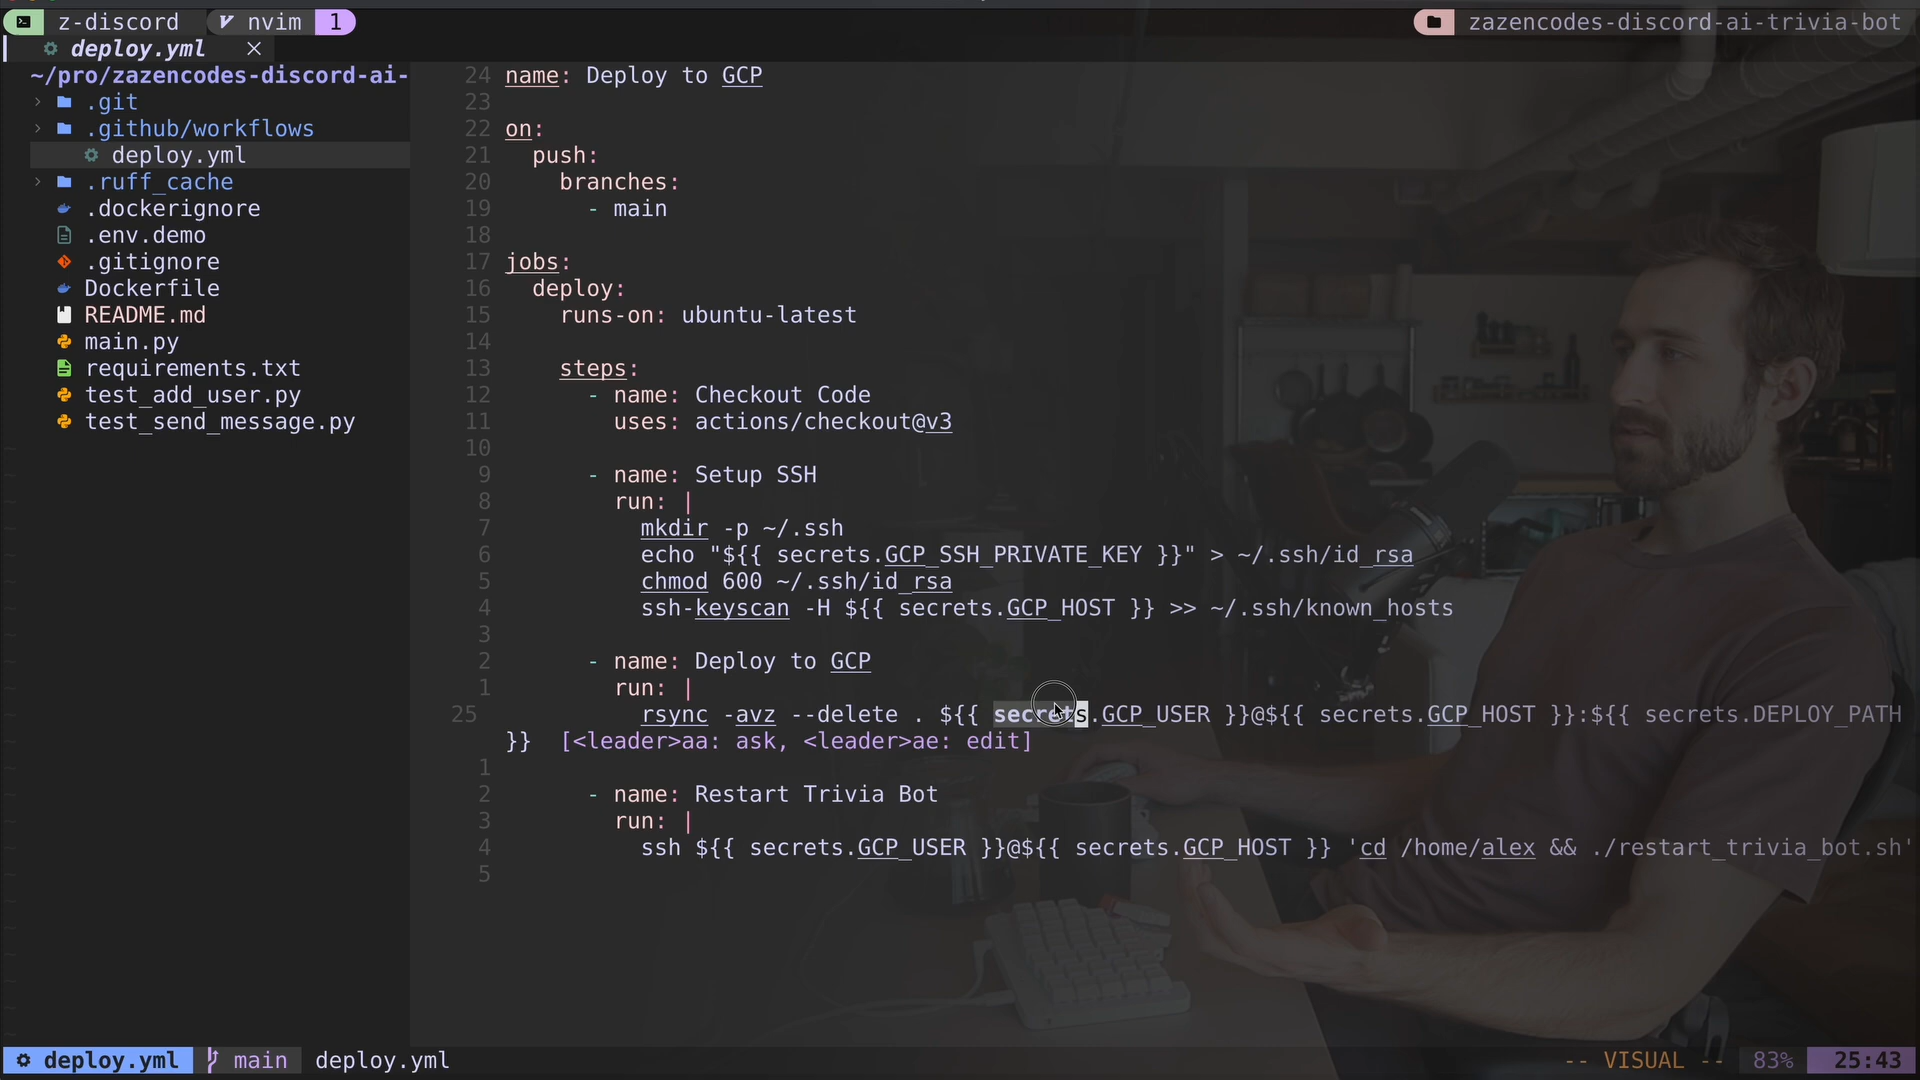 z-discord nvim 1 zazencodes-discord-ai-trivia-bot
deploy.yml
~/pro/zazencodes-discord-ai-
.git
.github/workflows
deploy.yml
.ruff_cache
.dockerignore
.env.demo
.gitignore
Dockerfile
README.md
main.py
requirements.txt
test_add_user.py
test_send_message.py
24 name: Deploy to GCP
23
22 on:
21 push:
20 branches:
19 - main
18
17 jobs:
16 deploy:
15 runs-on: ubuntu-latest
14
13 steps:
12 - name: Checkout Code
11 uses: actions/checkout@v3
10
9 - name: Setup SSH
8 run: |
7 mkdir -p ~/.ssh
6 echo "${{ secrets.GCP_SSH_PRIVATE_KEY }}" > ~/.ssh/id_rsa
5 chmod 600 ~/.ssh/id_rsa
4 ssh-keyscan -H ${{ secrets.GCP_HOST }} >> ~/.ssh/known_hosts
3
2 - name: Deploy to GCP
1 run: |
25 rsync -avz --delete . ${{ secrets.GCP_USER }}@${{ secrets.GCP_HOST }}:${{ secrets.DEPLOY_PATH
}} [<leader>aa: ask, <leader>ae: edit]
1
2 - name: Restart Trivia Bot
3 run: |
4 ssh ${{ secrets.GCP_USER }}@${{ secrets.GCP_HOST }} 'cd /home/alex && ./restart_trivia_bot.sh'
5
deploy.yml main deploy.yml -- VISUAL -- 83% 25:43